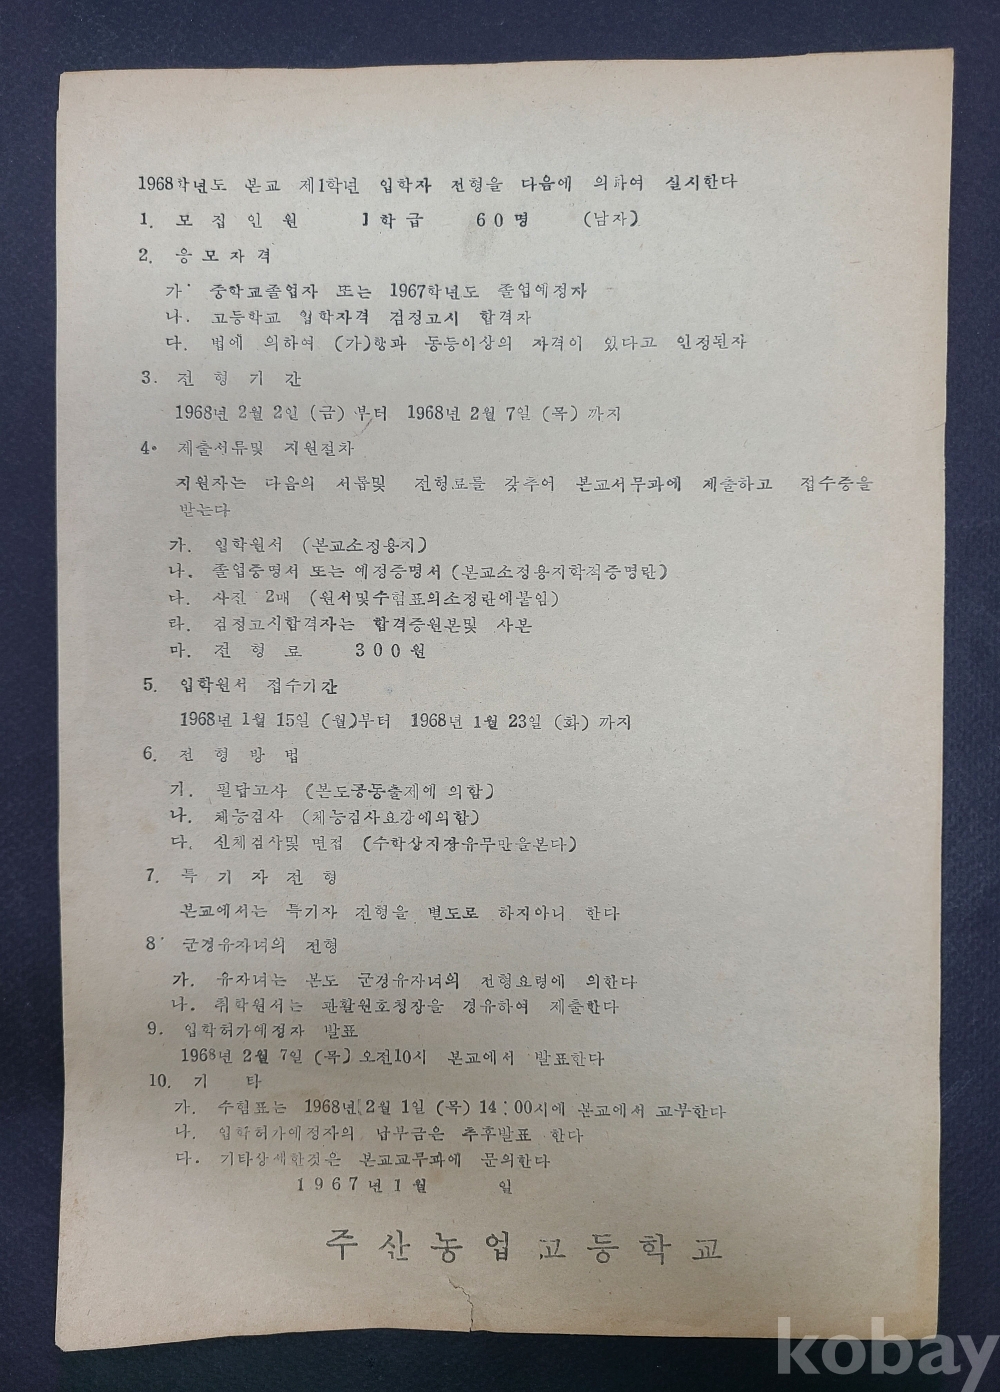 1968학년도 본교 제1학년 입학자 전형을 다음에 의하여 실시한다
1. 모 집 인 원 1학급 60명 (남자)
2. 응모자격
가. 중학교졸업자 또는 1967학년도 졸업예정자
나. 고등학교 입학자격 검정고시 합격자
다. 법에 의하여 (가)항과 동등이상의 자격이 있다고 인정된자
3. 전 형 기 간
1968년 2월 2일 (금) 부터 1968년 2월 7일 (목) 까지
4. 제출서류및 지원절차
지원자는 다음의 서류및 전형료를 갖추어 본교서무과에 제출하고 접수증을
받는다
가. 입학원서 (본교소정용지)
나. 졸업증명서 또는 예정증명서 (본교소정용지학적증명란)
다. 사진 2매 (원서및수험표의소정란에붙임)
라. 검정고시합격자는 합격증원본및 사본
마. 전 형 료 300원
5. 입학원서 접수기간
1968년 1월 15일 (월)부터 1968년 1월 23일 (화) 까지
6. 전 형 방 법
기. 필답고사 (본도공동출제에 의함)
나. 체능검사 (체능검사요강에의함)
다. 신체검사및 면접 (수학상지장유무만을본다)
7. 특 기 자 전 형
본교에서는 특기자 전형을 별도로 하지아니 한다
8. 군경유자녀의 전형
가. 유자녀는 본도 군경유자녀의 전형요령에 의한다
나. 취학원서는 관활원호청장을 경유하여 제출한다
9. 입학허가예정자 발표
1968년 2월 7일 (목) 오전10시 본교에서 발표한다
10. 기 타
가. 수험표는 1968년 2월 1일 (목) 14:00시에 본교에서 교부한다
나. 입학허가예정자의 납부금은 추후발표 한다
다. 기타상세한것은 본교교무과에 문의한다
1967년1월 일
주산농업고등학교
kobay